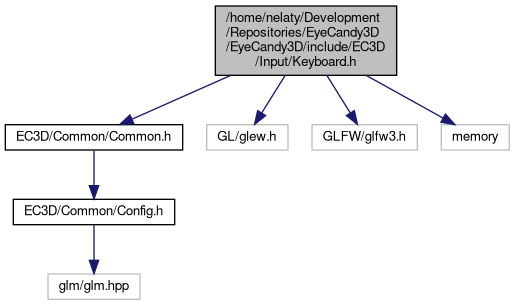 /home/nelaty/Development
/Repositories/EyeCandy3D
/EyeCandy3D/include/EC3D
/Input/Keyboard.h
EC3D/Common/Common.h
GL/glew.h
GLFW/glfw3.h
memory
EC3D/Common/Config.h
glm/glm.hpp